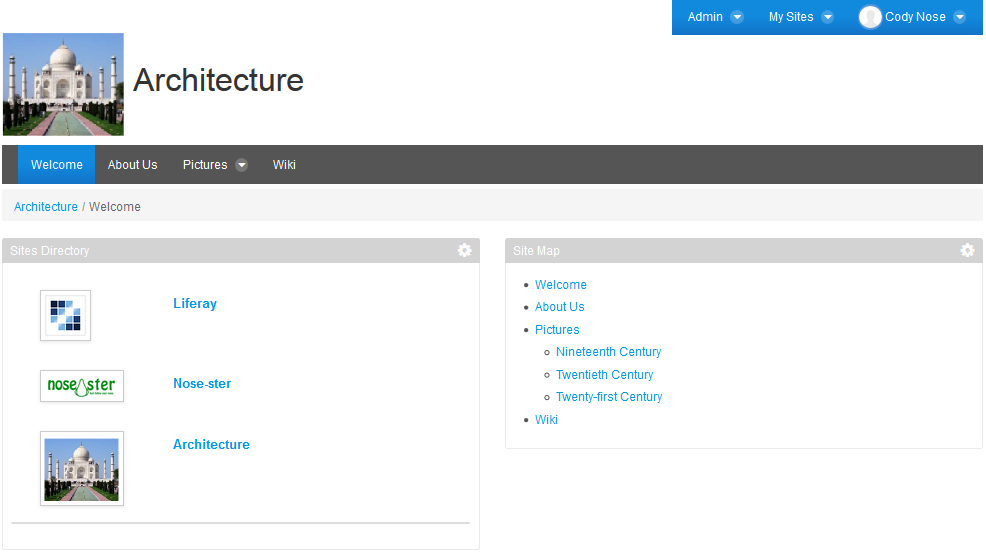 Admin My Sites Cody Nose
Architecture
Welcome About Us Pictures Wiki
Architecture / Welcome
Sites Directory
Liferay
nose-ster
Nose-ster
Architecture
Site Map
Welcome
About Us
Pictures
Nineteenth Century
Twentieth Century
Twenty-first Century
Wiki